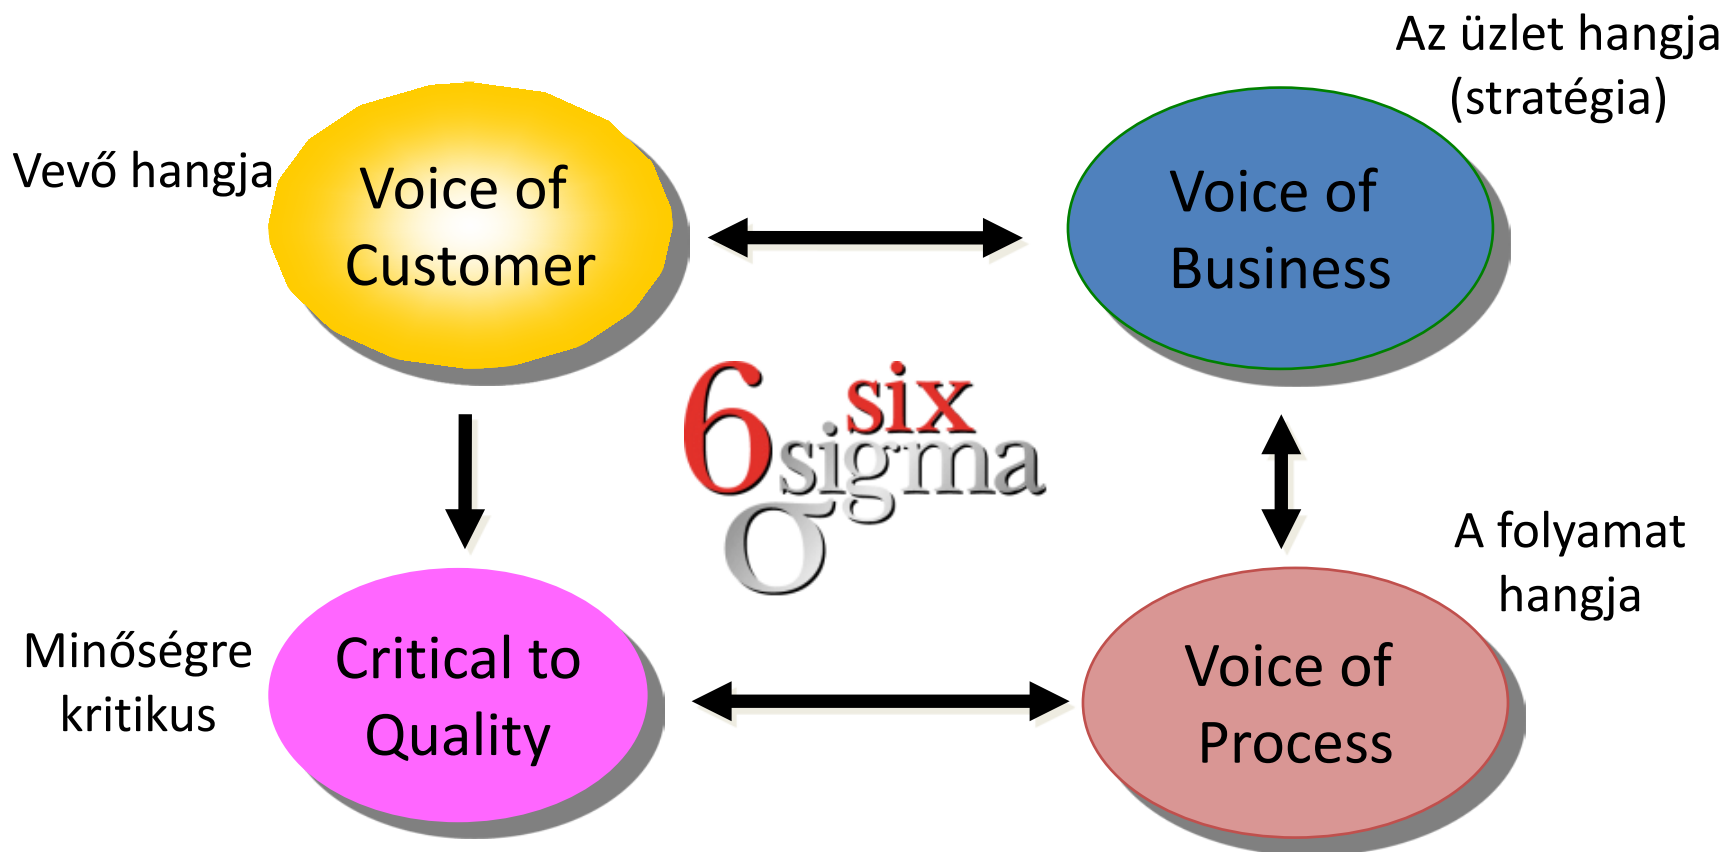 Az üzlet hangja
(stratégia)
Vevő hangja
Voice of
Customer
Voice of
Business
6
six
sigma
σ
A folyamat
hangja
Minőségre
kritikus
Critical to
Quality
Voice of
Process